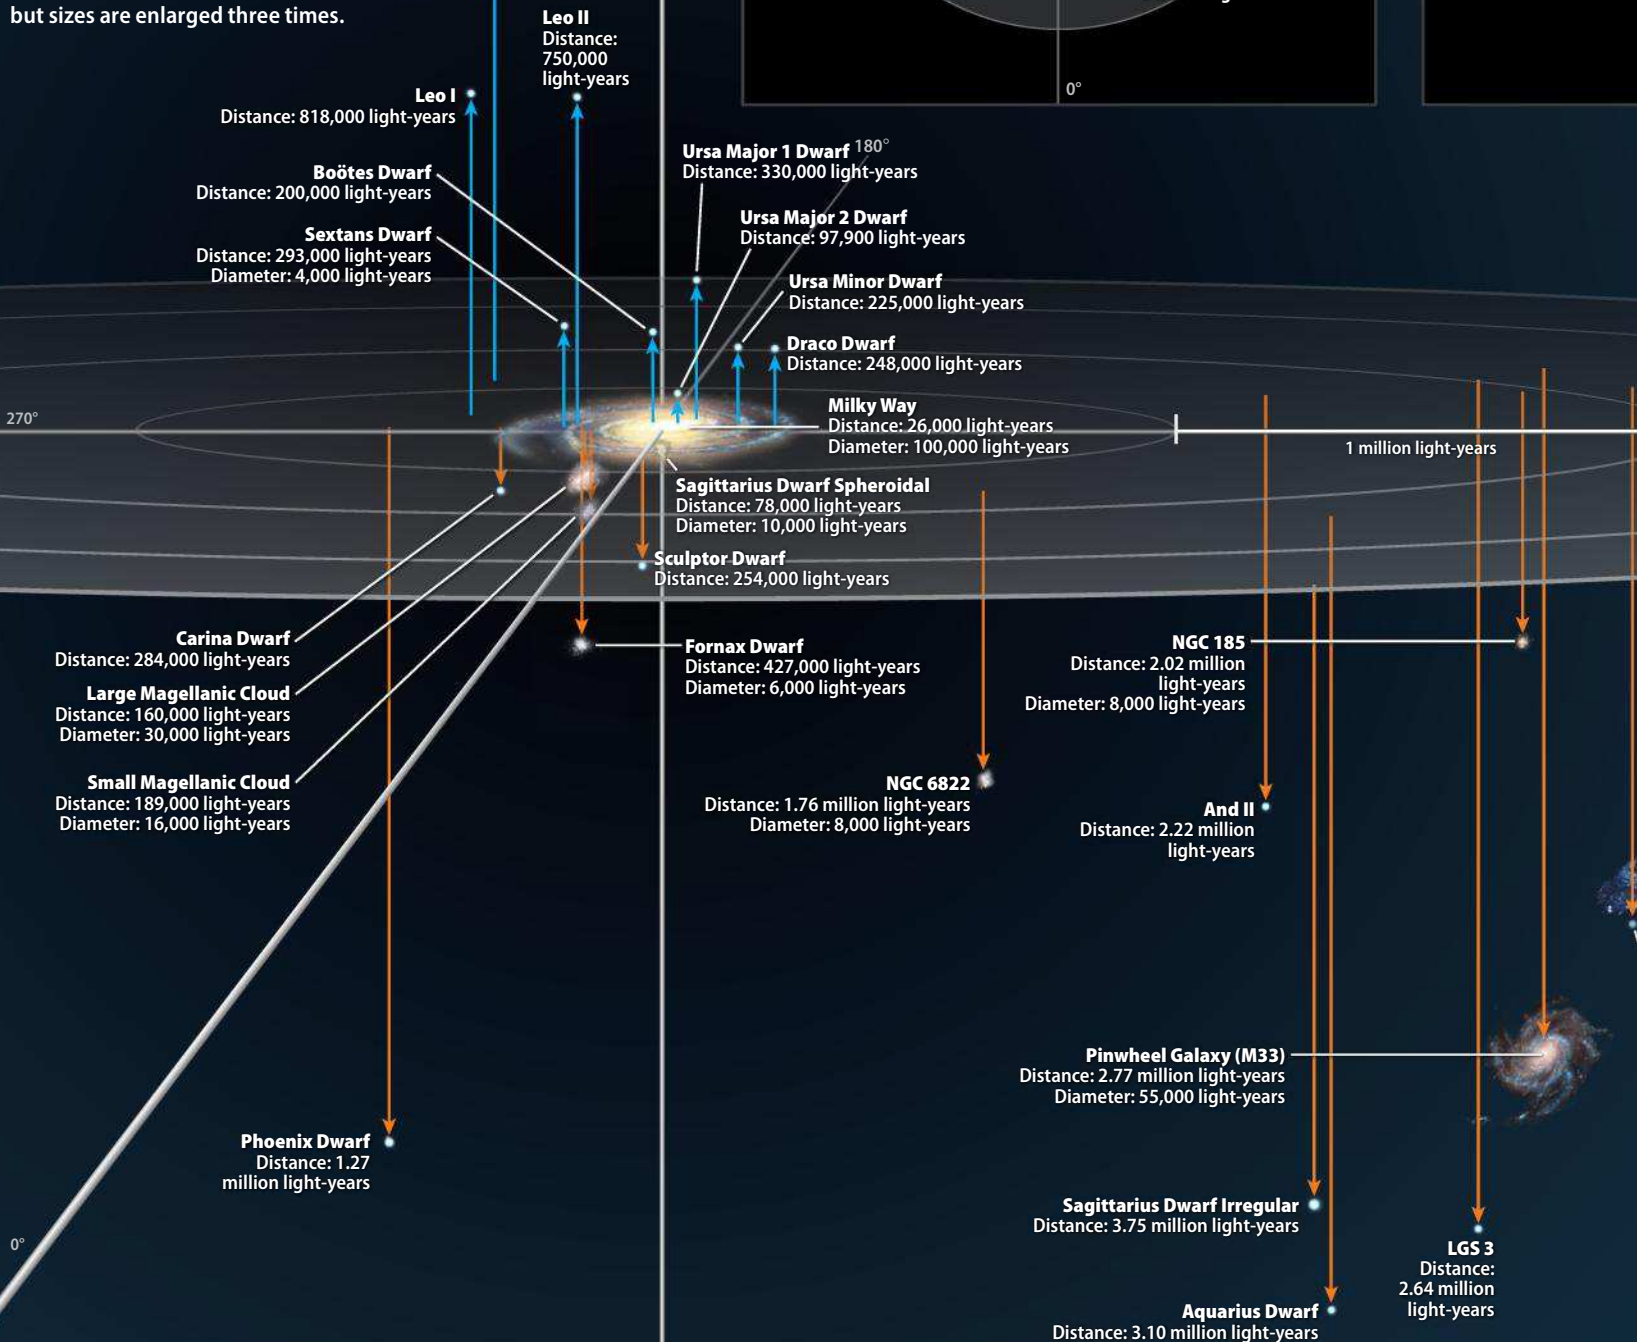 but sizes are enlarged three times.
Leo II
Distance:
750,000
light-years
0°
Leo I
Distance: 818,000 light-years
Ursa Major 1 Dwarf
Distance: 330,000 light-years
180°
Boötes Dwarf
Distance: 200,000 light-years
Ursa Major 2 Dwarf
Distance: 97,900 light-years
Sextans Dwarf
Distance: 293,000 light-years
Diameter: 4,000 light-years
Ursa Minor Dwarf
Distance: 225,000 light-years
Draco Dwarf
Distance: 248,000 light-years
270°
Milky Way
Distance: 26,000 light-years
Diameter: 100,000 light-years
1 million light-years
Sagittarius Dwarf Spheroidal
Distance: 78,000 light-years
Diameter: 10,000 light-years
Sculptor Dwarf
Distance: 254,000 light-years
Carina Dwarf
Distance: 284,000 light-years
Fornax Dwarf
Distance: 427,000 light-years
Diameter: 6,000 light-years
NGC 185
Distance: 2.02 million
light-years
Diameter: 8,000 light-years
Large Magellanic Cloud
Distance: 160,000 light-years
Diameter: 30,000 light-years
Small Magellanic Cloud
Distance: 189,000 light-years
Diameter: 16,000 light-years
NGC 6822
Distance: 1.76 million light-years
Diameter: 8,000 light-years
And II
Distance: 2.22 million
light-years
Pinwheel Galaxy (M33)
Distance: 2.77 million light-years
Diameter: 55,000 light-years
Phoenix Dwarf
Distance: 1.27
million light-years
Sagittarius Dwarf Irregular
Distance: 3.75 million light-years
0°
LGS 3
Distance:
2.64 million
light-years
Aquarius Dwarf
Distance: 3.10 million light-years